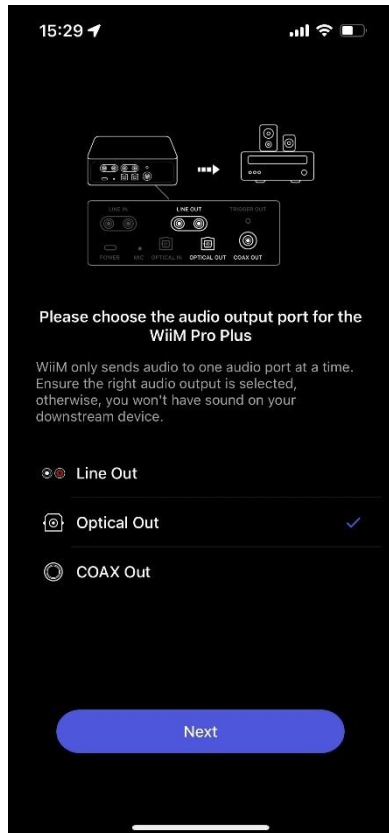 15:29
LINE IN LINE OUT TRIGGER OUT
POWER MIC OPTICAL IN OPTICAL OUT COAX OUT
Please choose the audio output port for the
WiiM Pro Plus
WiiM only sends audio to one audio port at a time.
Ensure the right audio output is selected,
otherwise, you won't have sound on your
downstream device.
Line Out
Optical Out
COAX Out
Next